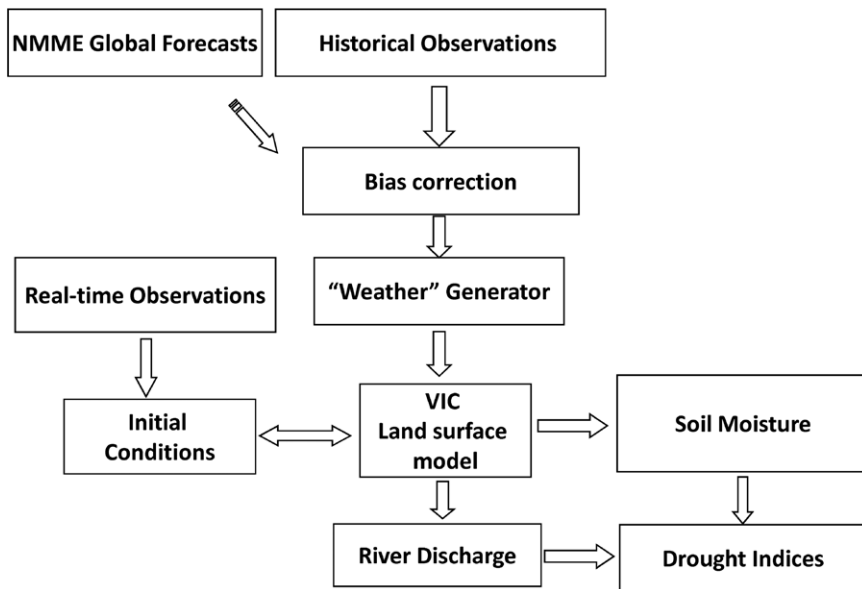 NMME Global Forecasts
Historical Observations
Bias correction
Real-time Observations
“Weather” Generator
Initial
Conditions
VIC
Land surface
model
Soil Moisture
River Discharge
Drought Indices